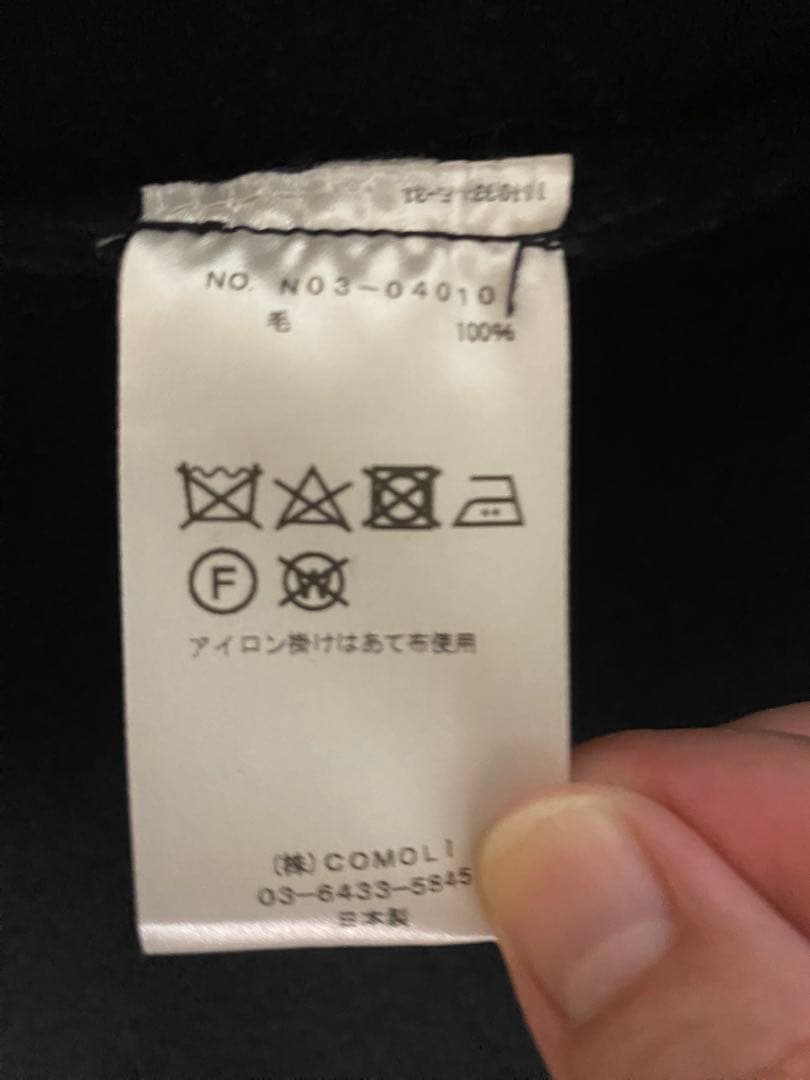 NO. N03-04010
毛 100%
F W
アイロン掛けはあて布使用
(株)COMOLI
03-6433-5845
日本製